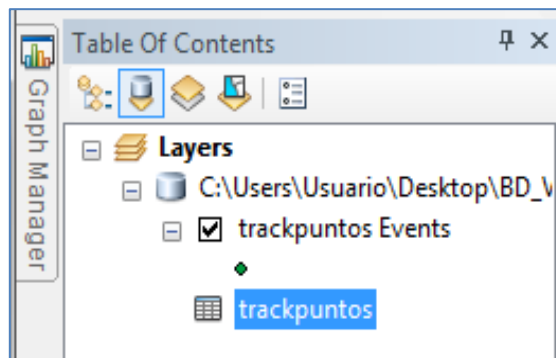 Graph Manager
Table Of Contents
Layers
C:\Users\Usuario\Desktop\BD_V
trackpuntos Events
trackpuntos